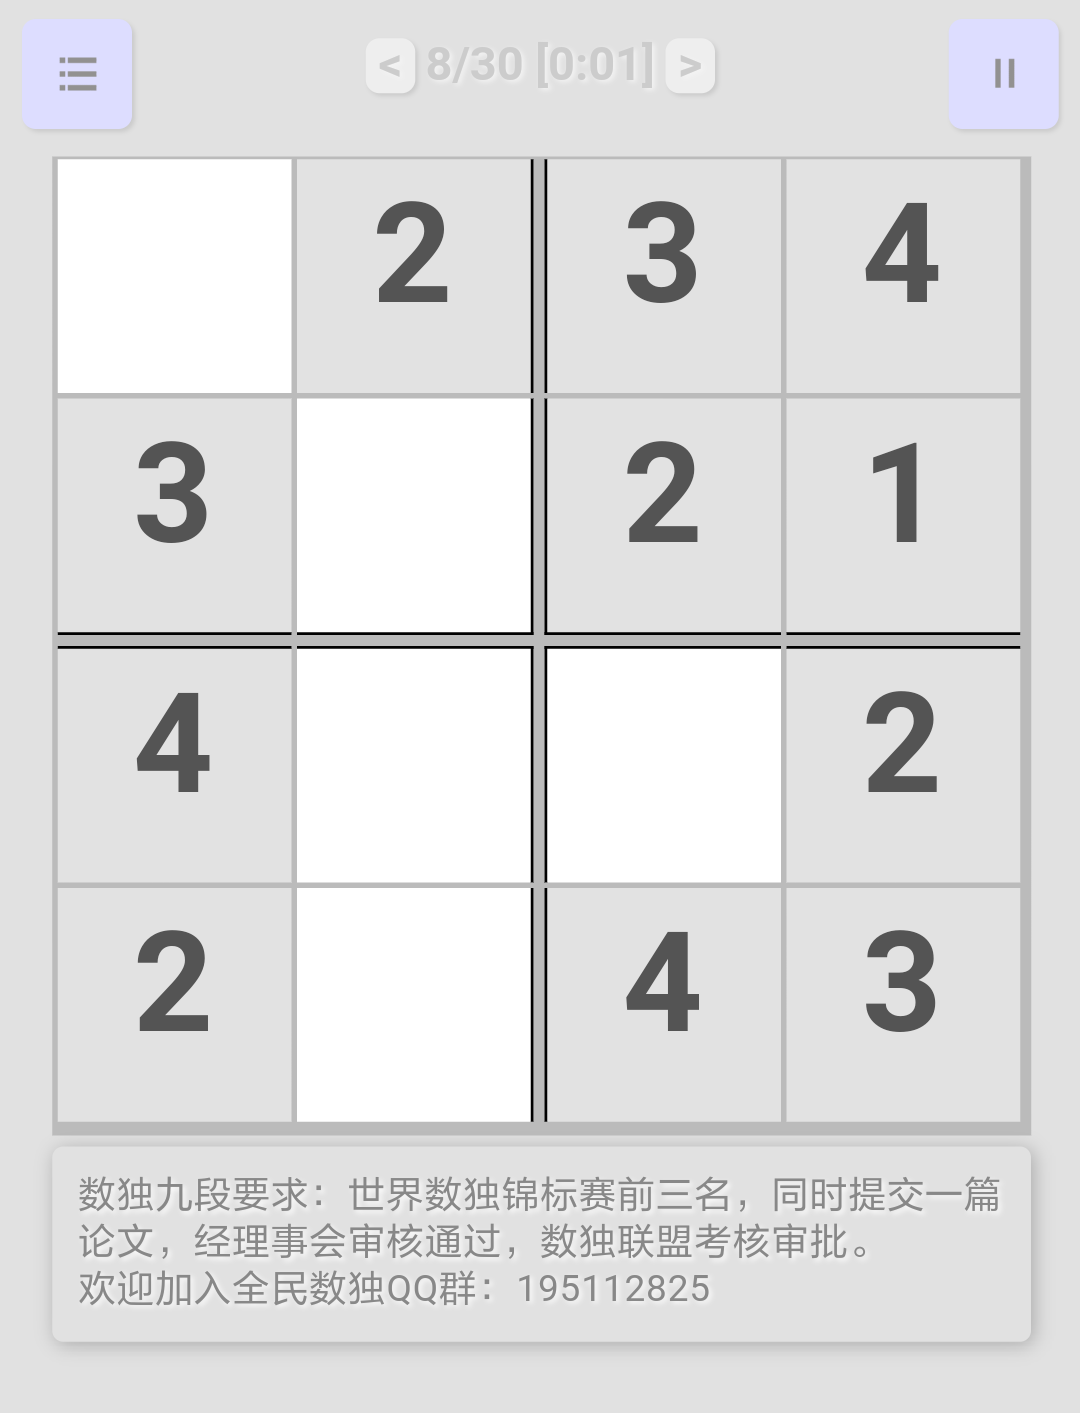 < 8/30 [0:01] >
2 3 4
3 2 1
4 2
2 4 3
数独九段要求：世界数独锦标赛前三名，同时提交一篇
论文，经理事会审核通过，数独联盟考核审批。
欢迎加入全民数独QQ群：195112825